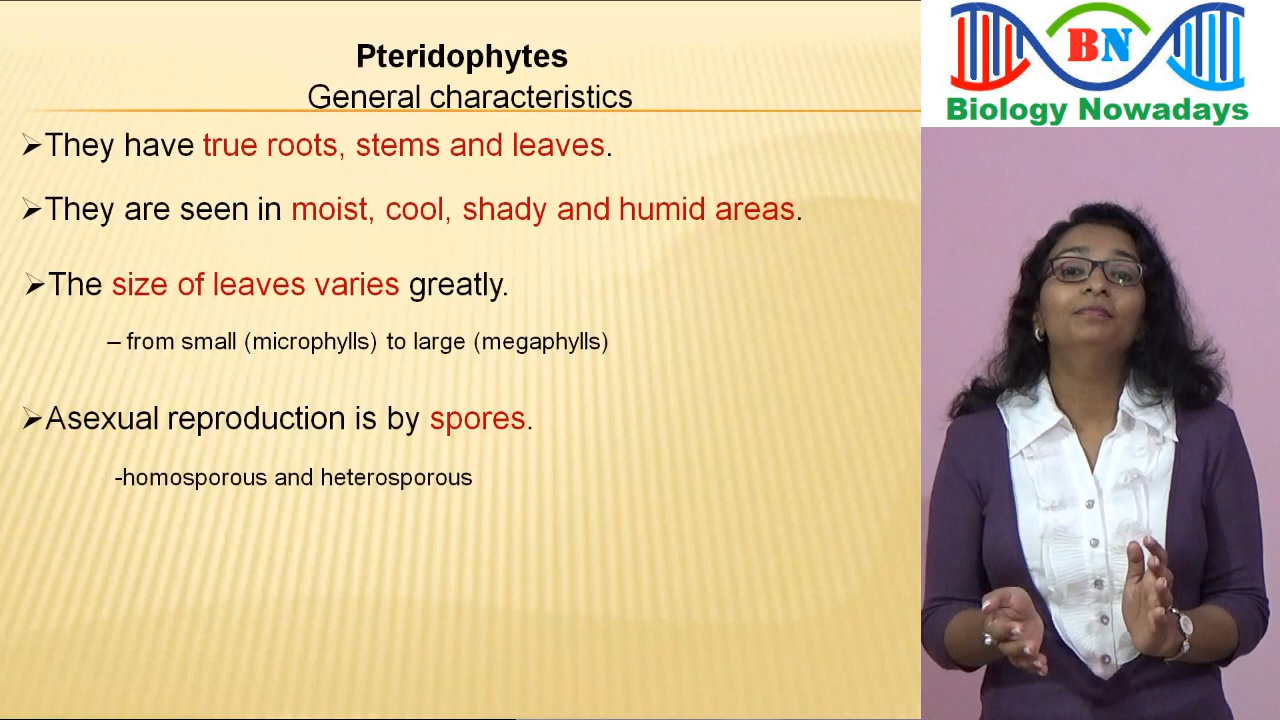 Pteridophytes
General characteristics
➢They have true roots, stems and leaves.
➢They are seen in moist, cool, shady and humid areas.
➢The size of leaves varies greatly.
– from small (microphylls) to large (megaphylls)
➢Asexual reproduction is by spores.
-homosporous and heterosporous
BN
Biology Nowadays